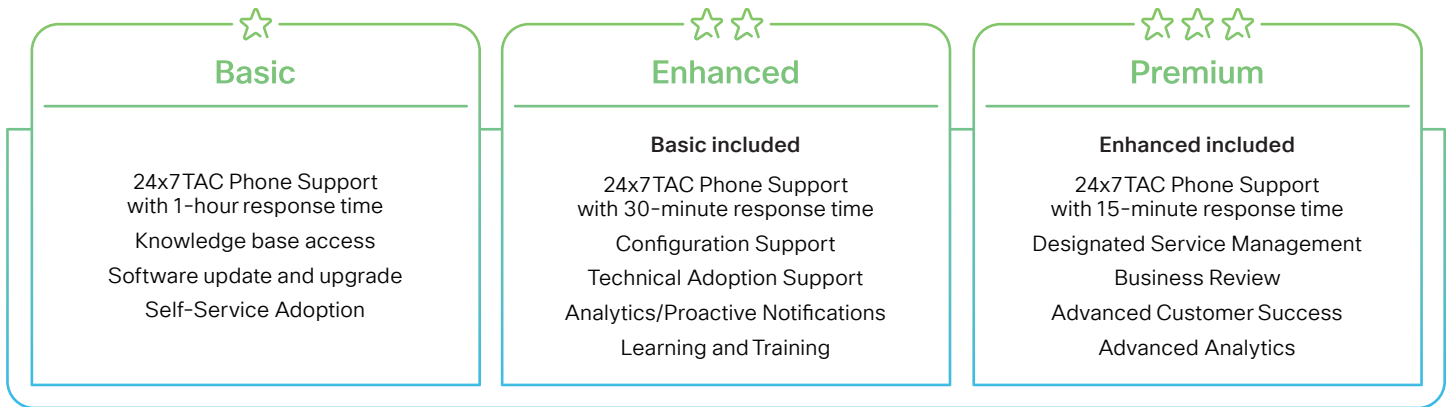 Basic
24x7 TAC Phone Support
with 1-hour response time
Knowledge base access
Software update and upgrade
Self-Service Adoption
Enhanced
Basic included
24x7 TAC Phone Support
with 30-minute response time
Configuration Support
Technical Adoption Support
Analytics/Proactive Notifications
Learning and Training
Premium
Enhanced included
24x7 TAC Phone Support
with 15-minute response time
Designated Service Management
Business Review
Advanced Customer Success
Advanced Analytics